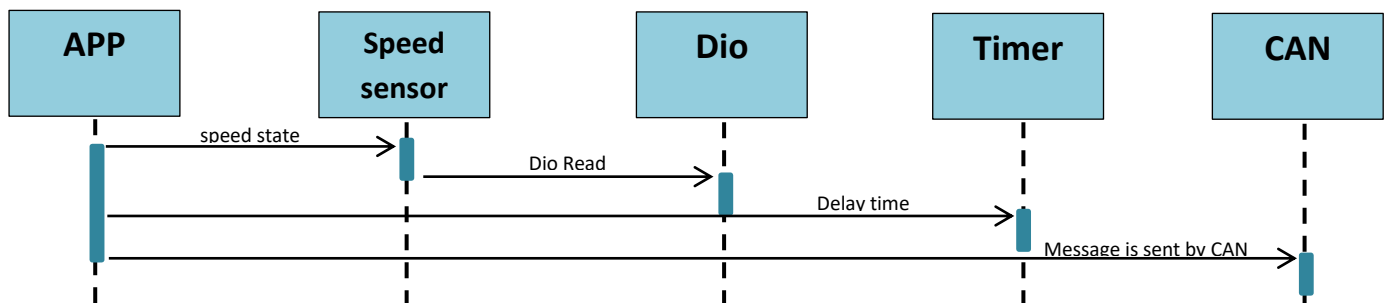 APP
Speed
sensor
Dio
Timer
CAN
speed state
Dio Read
Delay time
Message is sent by CAN